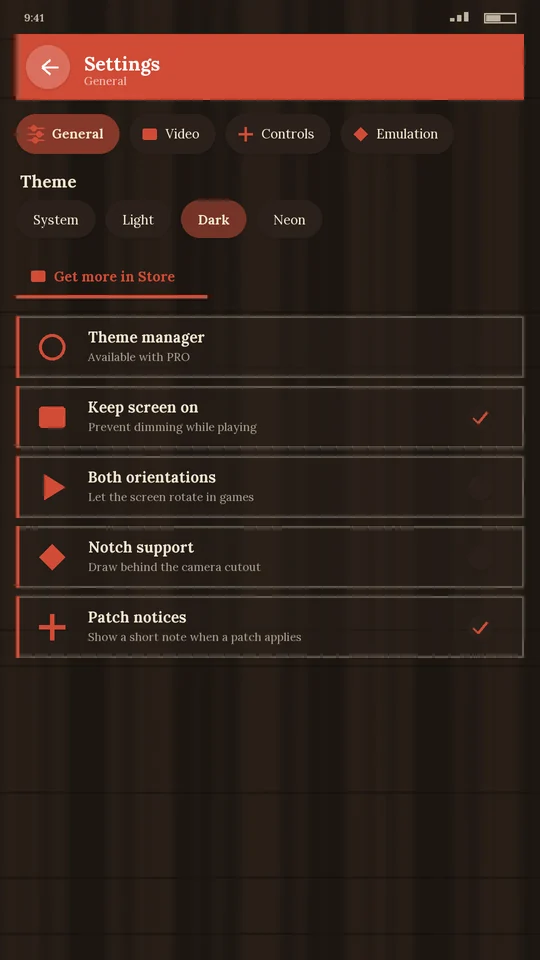 9:41
Settings
General
General Video Controls Emulation
Theme
System Light Dark Neon
Get more in Store
Theme manager
Available with PRO
Keep screen on
Prevent dimming while playing
Both orientations
Let the screen rotate in games
Notch support
Draw behind the camera cutout
Patch notices
Show a short note when a patch applies